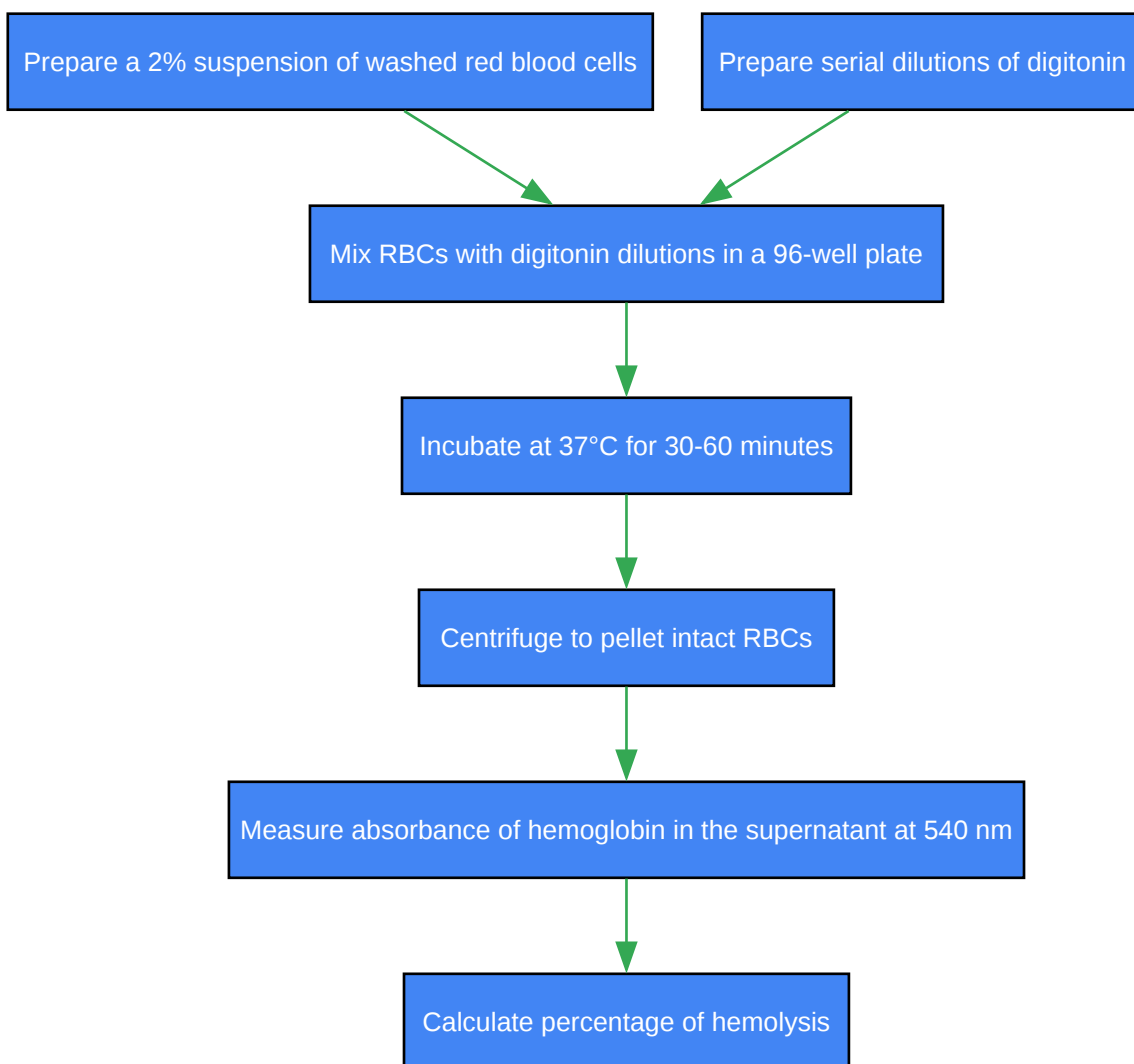 Prepare a 2% suspension of washed red blood cells
Prepare serial dilutions of digitonin
Mix RBCs with digitonin dilutions in a 96-well plate
Incubate at 37°C for 30-60 minutes
Centrifuge to pellet intact RBCs
Measure absorbance of hemoglobin in the supernatant at 540 nm
Calculate percentage of hemolysis